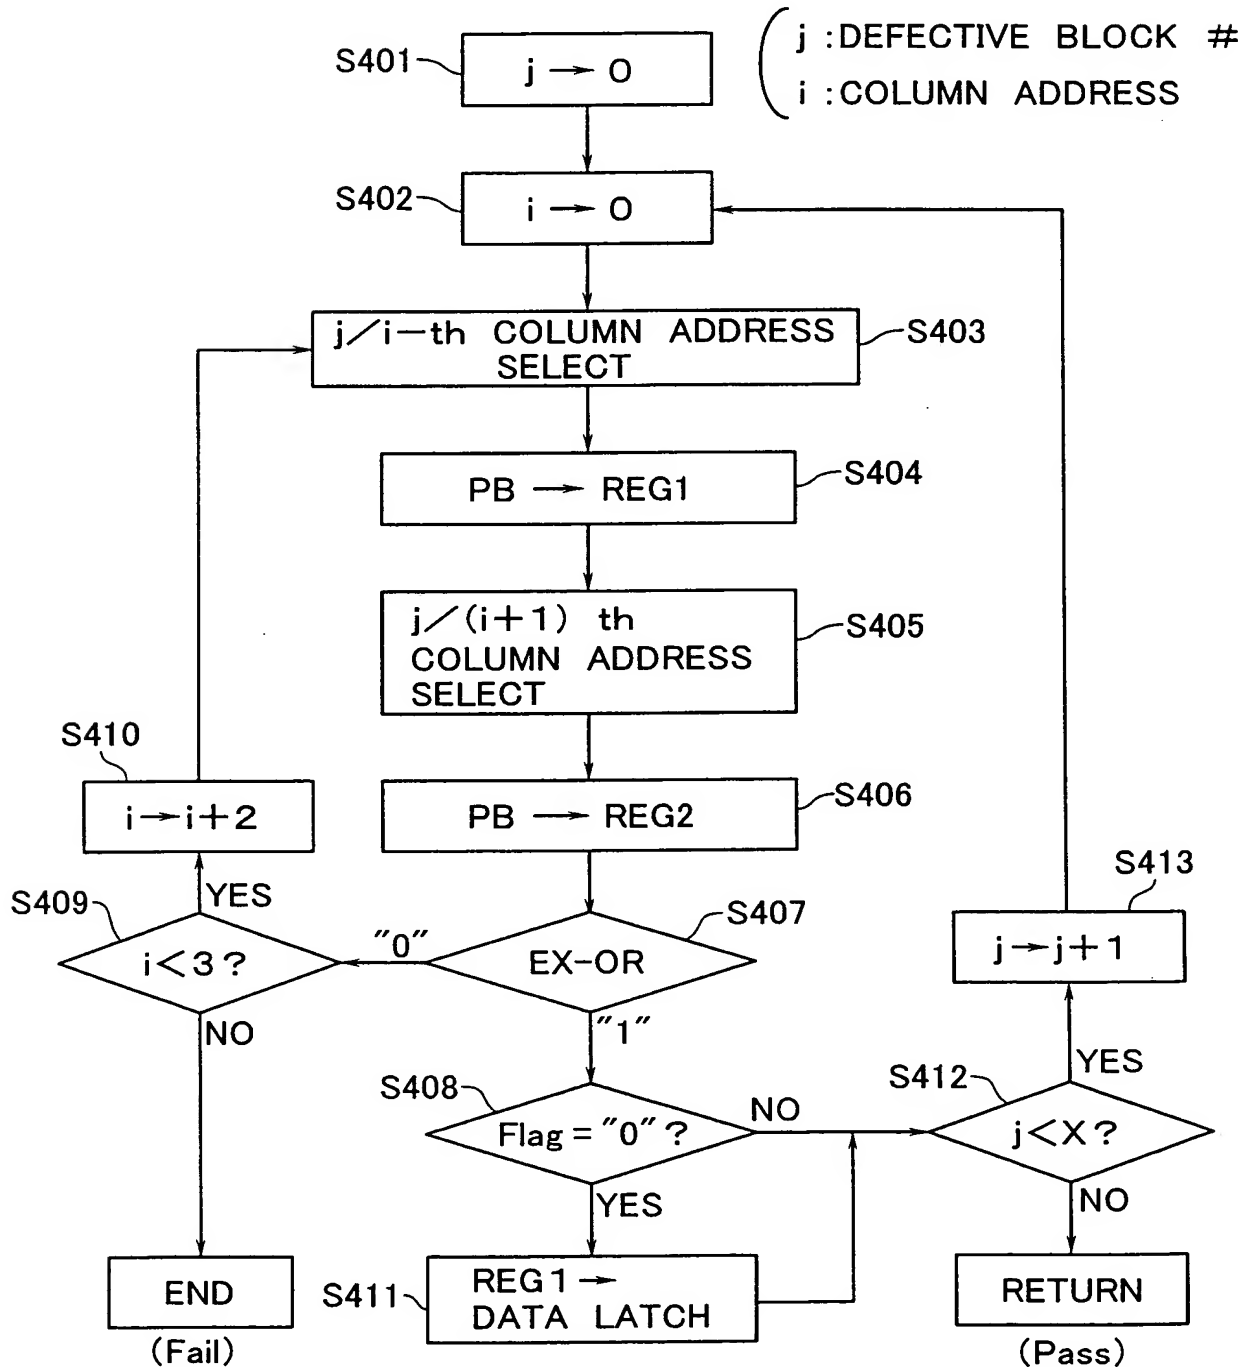 j :DEFECTIVE BLOCK #
i :COLUMN ADDRESS
S401
j → 0
S402
i → 0
j/i-th COLUMN ADDRESS
SELECT
S403
PB → REG1
S404
j/(i+1) th
COLUMN ADDRESS
SELECT
S405
S410
i→i+2
PB → REG2
S406
S409
YES
i<3?
NO
"0"
EX-OR
S407
"1"
S413
j→j+1
YES
S408
Flag = "0" ?
NO
YES
S412
j<X?
NO
END
(Fail)
S411
REG1 →
DATA LATCH
RETURN
(Pass)